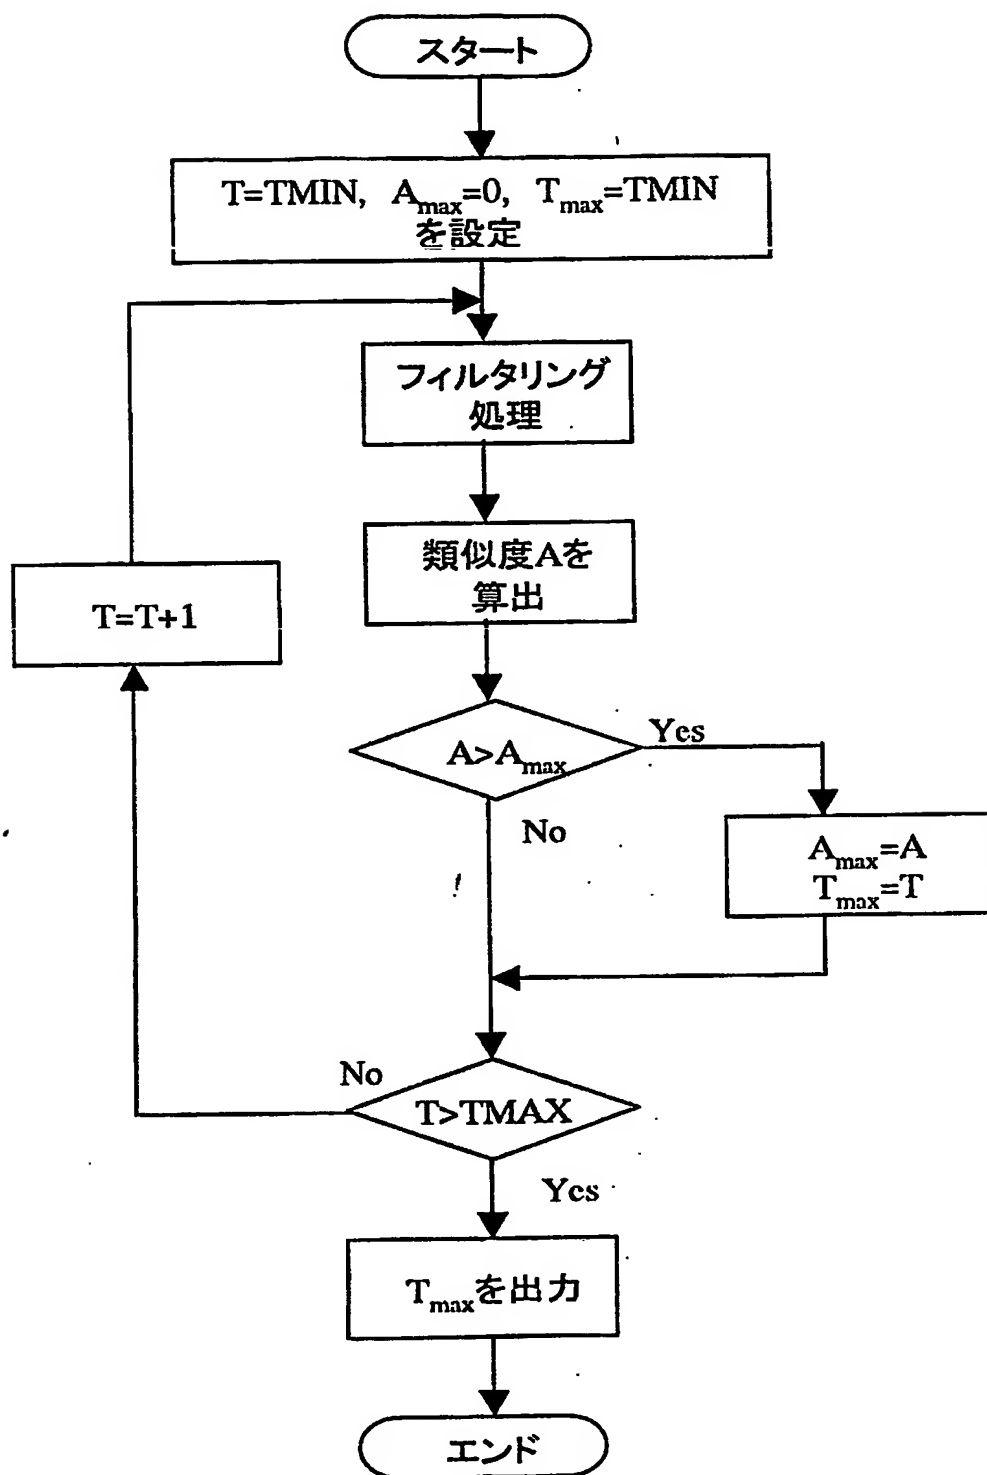 スタート
T=TMIN, Amax=0, Tmax=TMIN
を設定
フィルタリング
処理
類似度Aを
算出
T=T+1
A>Amax
Yes
No
Amax=A
Tmax=T
No
T>TMAX
Yes
Tmaxを出力
エンド